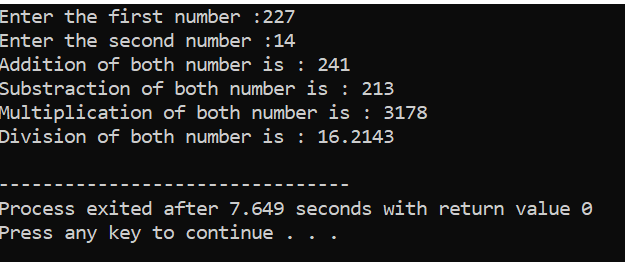 Enter the first number :227
Enter the second number :14
Addition of both number is : 241
Substraction of both number is : 213
Multiplication of both number is : 3178
Division of both number is : 16.2143
--------------------------------
Process exited after 7.649 seconds with return value 0
Press any key to continue . . .